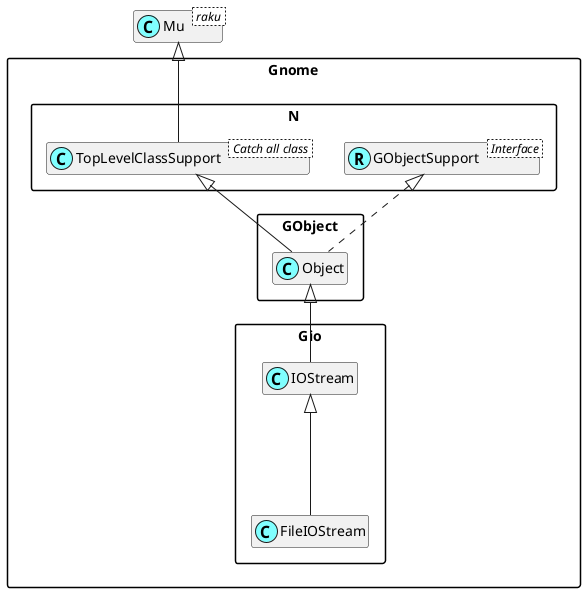 raku
C Mu
Gnome
N
Catch all class
C TopLevelClassSupport
Interface
R GObjectSupport
GObject
C Object
Gio
C IOStream
C FileIOStream